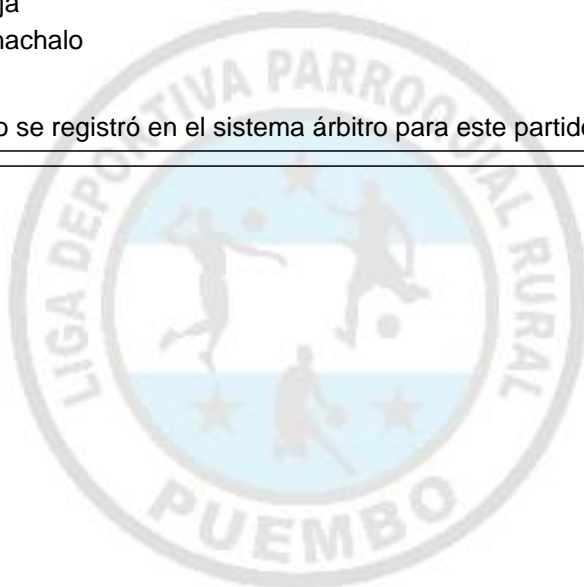 ja
nachalo
o se registró en el sistema árbitro para este partido
LIGA DEPORTIVA PARROQUIAL RURAL
PUEMBO